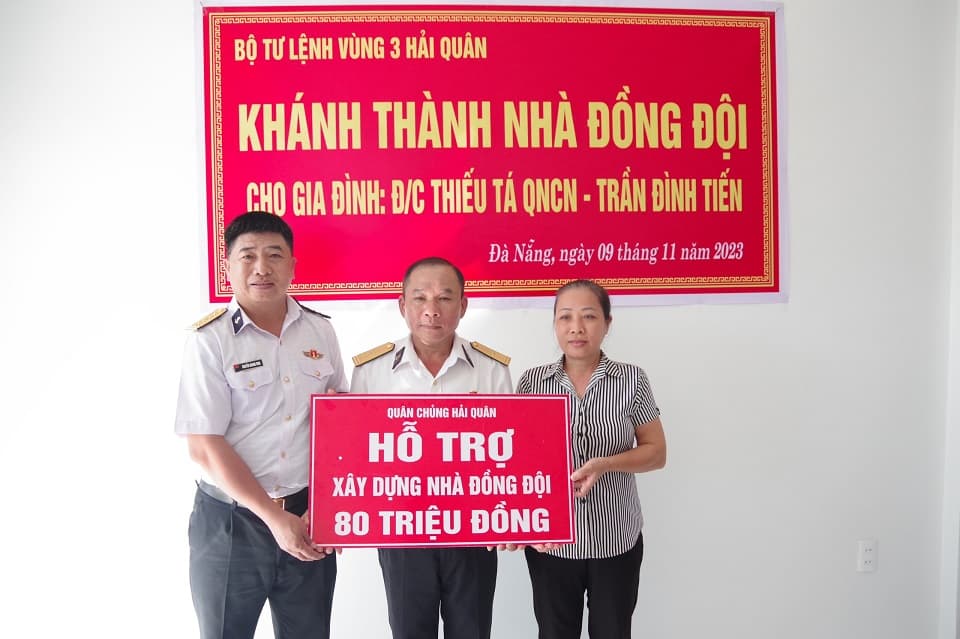 BỘ TƯ LỆNH VÙNG 3 HẢI QUÂN
KHÁNH THÀNH NHÀ ĐỒNG ĐỘI
CHO GIA ĐÌNH: Đ/C THIẾU TÁ QNCN - TRẦN ĐÌNH TIẾN
Đà Nẵng, ngày 09 tháng 11 năm 2023
QUÂN CHỦNG HẢI QUÂN
HỖ TRỢ
XÂY DỰNG NHÀ ĐỒNG ĐỘI
80 TRIỆU ĐỒNG